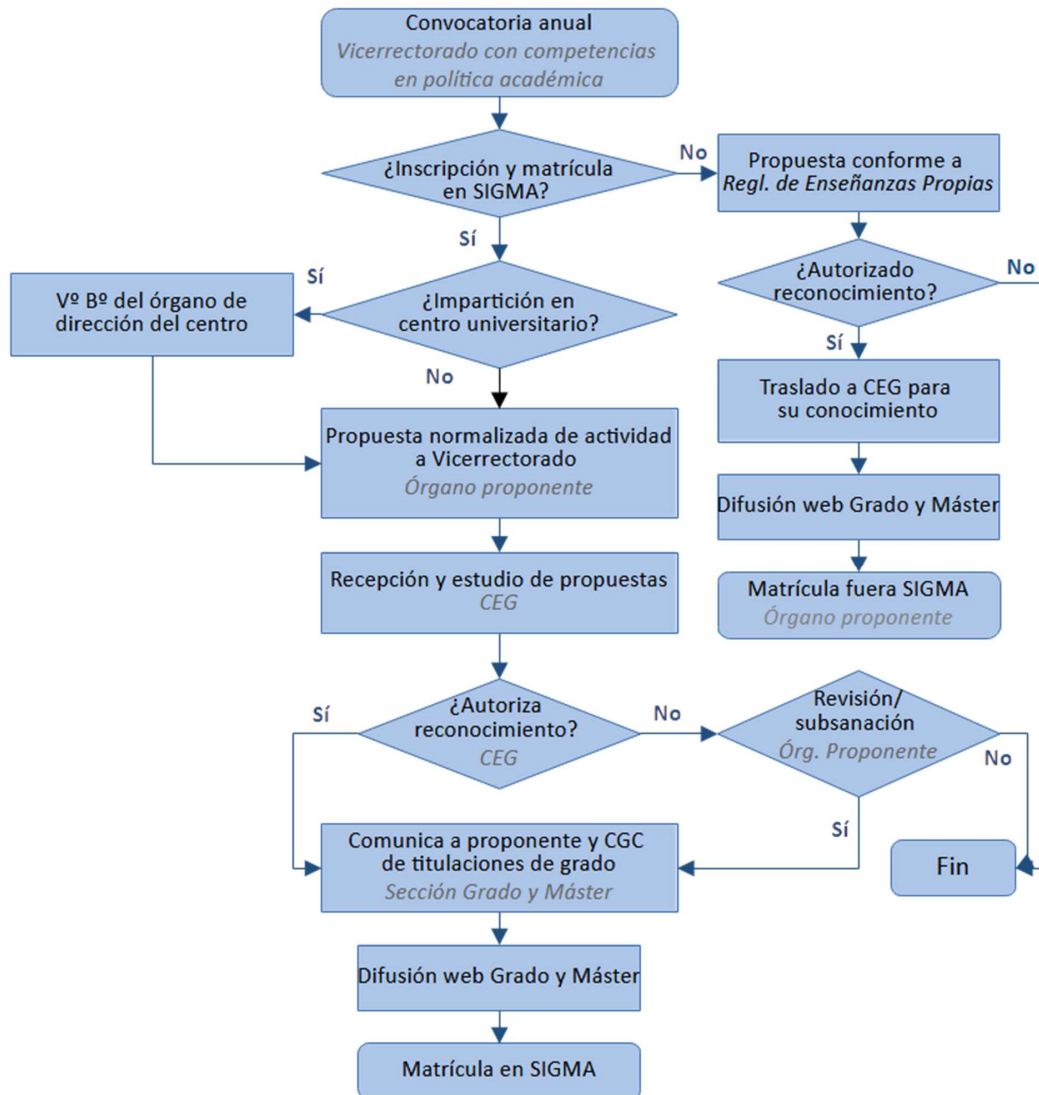 Convocatoria anual
Vicerrectorado con competencias
en política académica
¿Inscripción y matrícula
en SIGMA?
No
Propuesta conforme a
Regl. de Enseñanzas Propias
Sí
¿Autorizado
reconocimiento?
No
Sí
Vº Bº del órgano de
dirección del centro
¿Impartición en
centro universitario?
Sí
No
Traslado a CEG para
su conocimiento
Propuesta normalizada de actividad
a Vicerrectorado
Órgano proponente
Difusión web Grado y Máster
Recepción y estudio de propuestas
CEG
Matrícula fuera SIGMA
Órgano proponente
Sí
¿Autoriza
reconocimiento?
CEG
No
Revisión/
subsanación
Órg. Proponente
No
Sí
Comunica a proponente y CGC
de titulaciones de grado
Sección Grado y Máster
Fin
Difusión web Grado y Máster
Matrícula en SIGMA